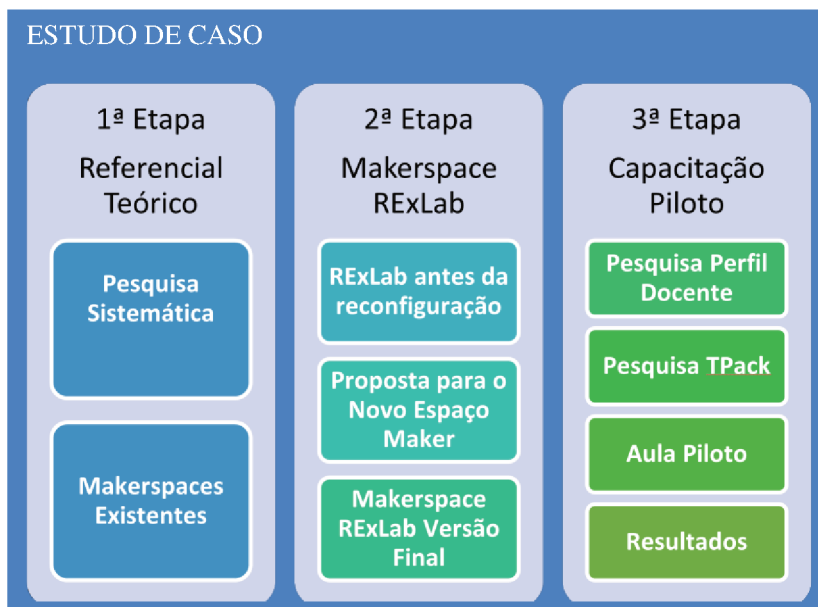 ESTUDO DE CASO
1ª Etapa
Referencial
Teórico
Pesquisa
Sistemática
Makerspaces
Existentes
2ª Etapa
Makerspace
RExLab
RExLab antes da
reconfiguração
Proposta para o
Novo Espaço
Maker
Makerspace
RExLab Versão
Final
3ª Etapa
Capacitação
Piloto
Pesquisa Perfil
Docente
Pesquisa TPack
Aula Piloto
Resultados